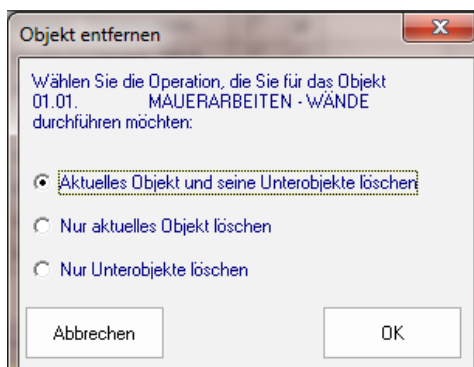 Objekt entfernen
Wählen Sie die Operation, die Sie für das Objekt
01.01. MAUERARBEITEN - WÄNDE
durchführen möchten:
Aktuelles Objekt und seine Unterobjekte löschen
Nur aktuelles Objekt löschen
Nur Unterobjekte löschen
Abbrechen OK